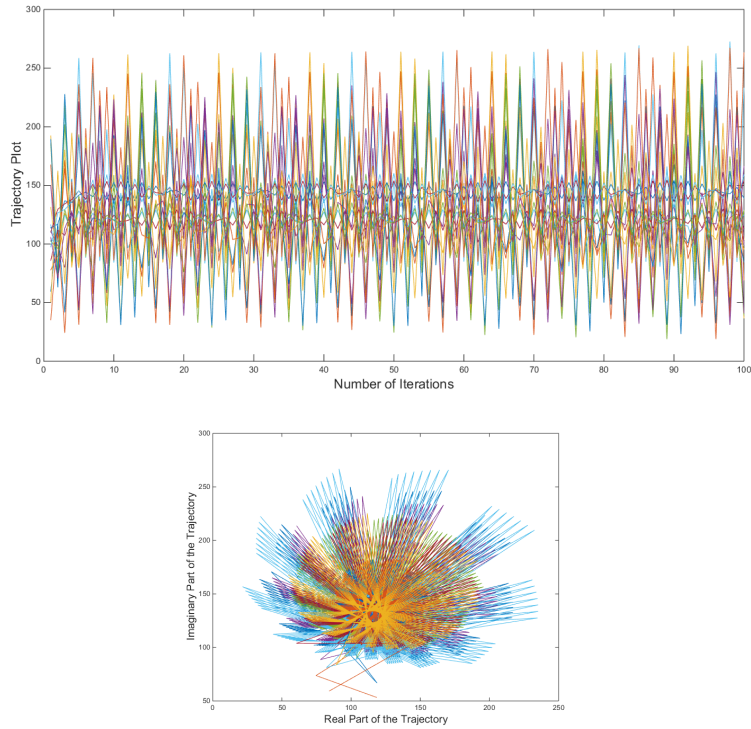 300
250
200
150
100
50
0
Trajectory Plot
0 10 20 30 40 50 60 70 80 90 100
Number of Iterations
300
250
200
150
100
50
Imaginary Part of the Trajectory
0 50 100 150 200 250
Real Part of the Trajectory